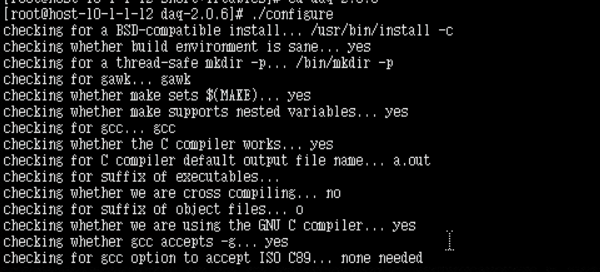 [root@host-10-1-1-12 daq-2.0.6]# ./configure
checking for a BSD-compatible install... /usr/bin/install -c
checking whether build environment is sane... yes
checking for a thread-safe mkdir -p... /bin/mkdir -p
checking for gawk... gawk
checking whether make sets $(MAKE)... yes
checking whether make supports nested variables... yes
checking for gcc... gcc
checking whether the C compiler works... yes
checking for C compiler default output file name... a.out
checking for suffix of executables...
checking whether we are cross compiling... no
checking for suffix of object files... o
checking whether we are using the GNU C compiler... yes
checking whether gcc accepts -g... yes
checking for gcc option to accept ISO C89... none needed